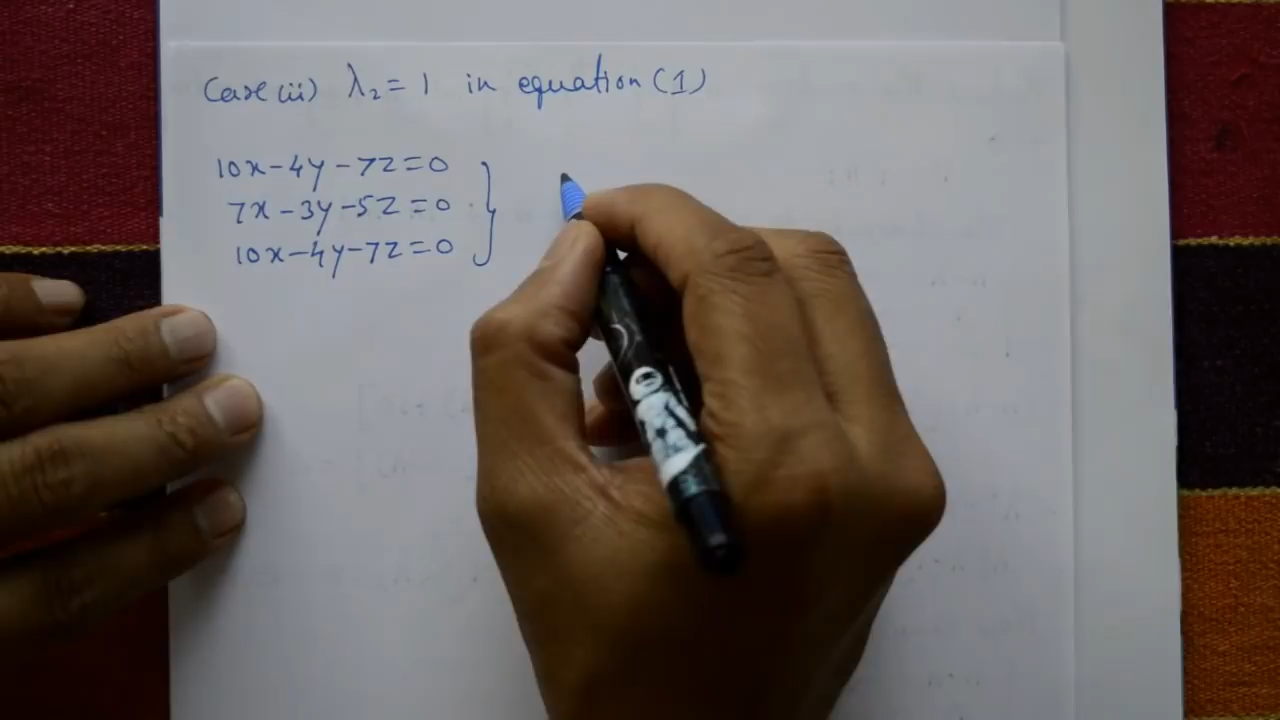 Case (ii) λ₂ = 1 in equation (1)
10x-4y-7z=0
7x-3y-5z=0
10x-4y-7z=0